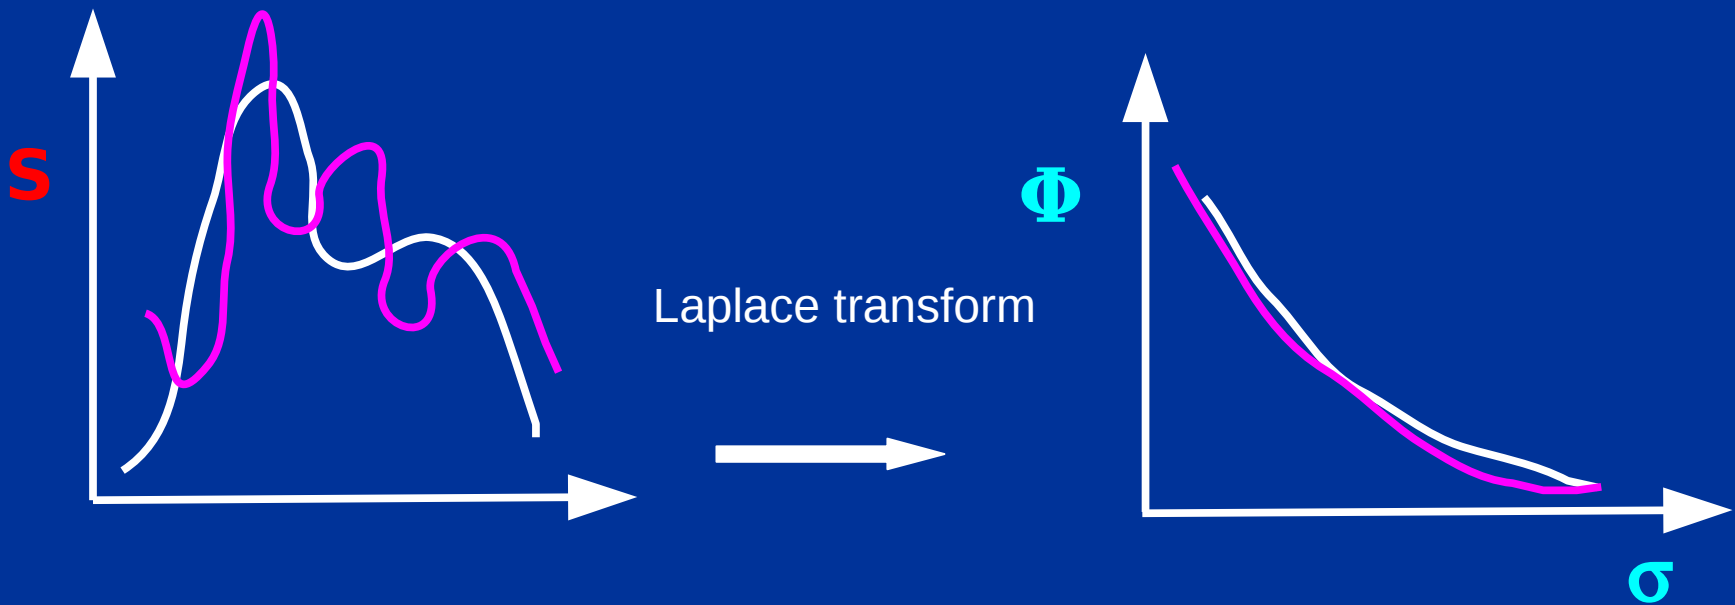 S
Φ
Laplace transform
σ